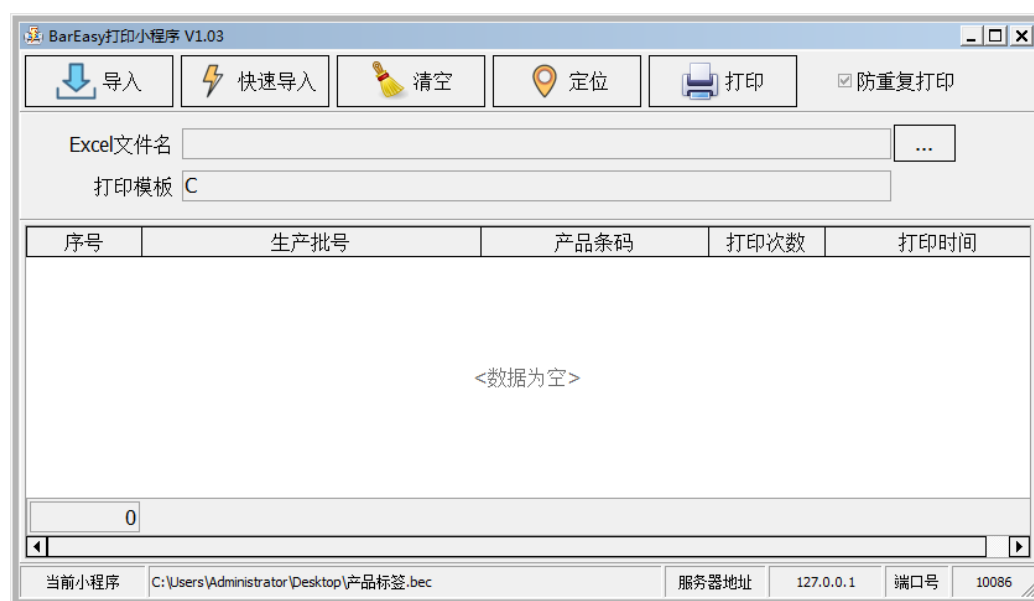 BarEasy打印小程序 V1.03
导入 快速导入 清空 定位 打印 防重复打印
Excel文件名 ...
打印模板 C
序号 生产批号 产品条码 打印次数 打印时间
<数据为空>
0
当前小程序 C:\Users\Administrator\Desktop\产品标签.bec 服务器地址 127.0.0.1 端口号 10086